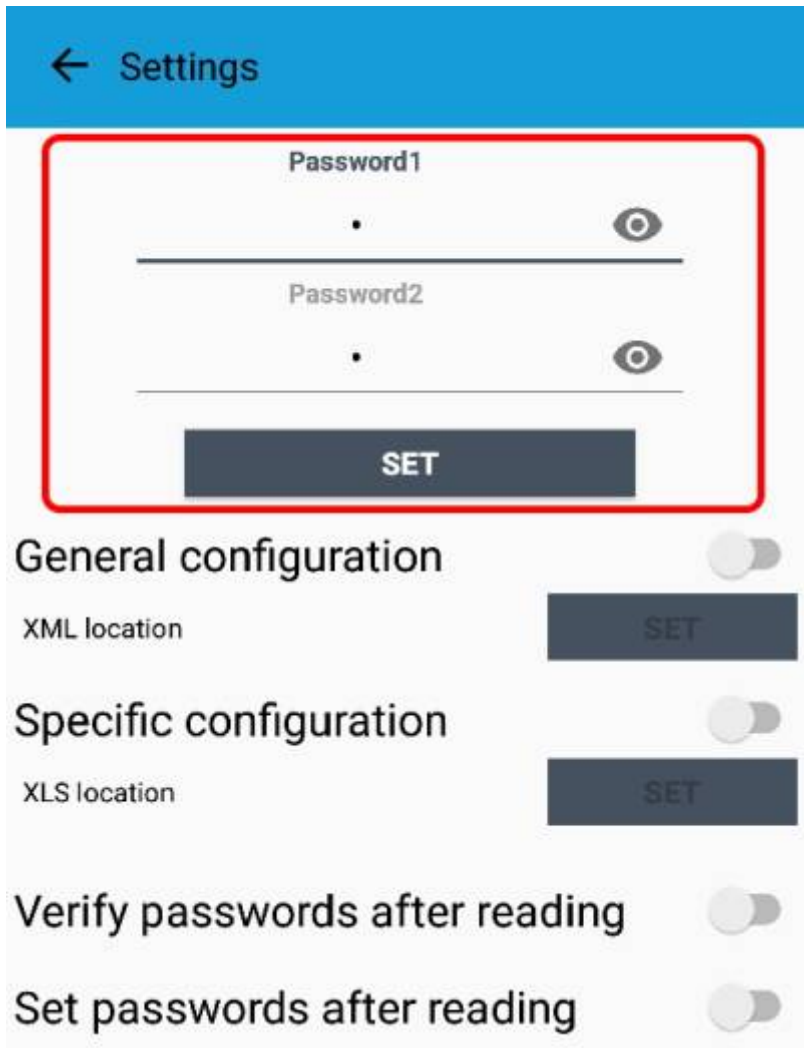 Settings
Password1
•
Password2
•
SET
General configuration
XML location
SET
Specific configuration
XLS location
SET
Verify passwords after reading
Set passwords after reading